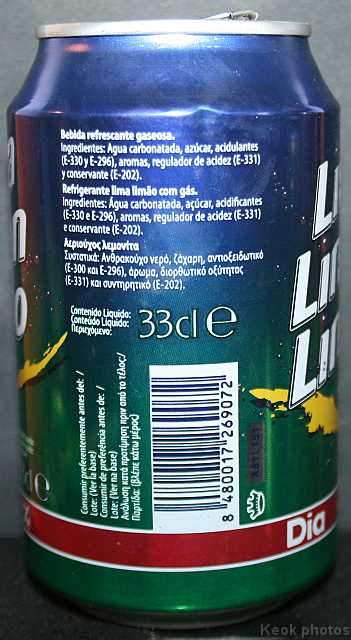 Bebida refrescante gaseosa.
Ingredientes: Agua carbonatada, azúcar, acidulantes
(E-330 y E-296), aromas, regulador de acidez (E-331)
y conservante (E-202).
Refrigerante lima limão com gás.
Ingredientes: Água carbonatada, açúcar, acidificantes
(E-330 e E-296), aromas, regulador de acidez (E-331)
e conservante (E-202).
Αεριούχος λεμονίτα
Συστατικά: Ανθρακούχο νερό, ζάχαρη, αντιοξειδωτικό
(E-300 και E-296), άρωμα, διορθωτικό οξύτητος
(E-331) και συντηρητικό (E-202).
Contenido Líquido:
Conteúdo Líquido:
Περιεχόμενο:
33cl e
Consumir preferentemente antes del: /
Lote: (Ver la base)
Consumir de preferência antes de: /
Lote: (Ver na base)
Ανάλωση κατά προτίμηση πριν από το τέλος:/
Παρτίδα: (βλέπε κάτω μέρος)
8 480017 269072
Dia
Keok photos